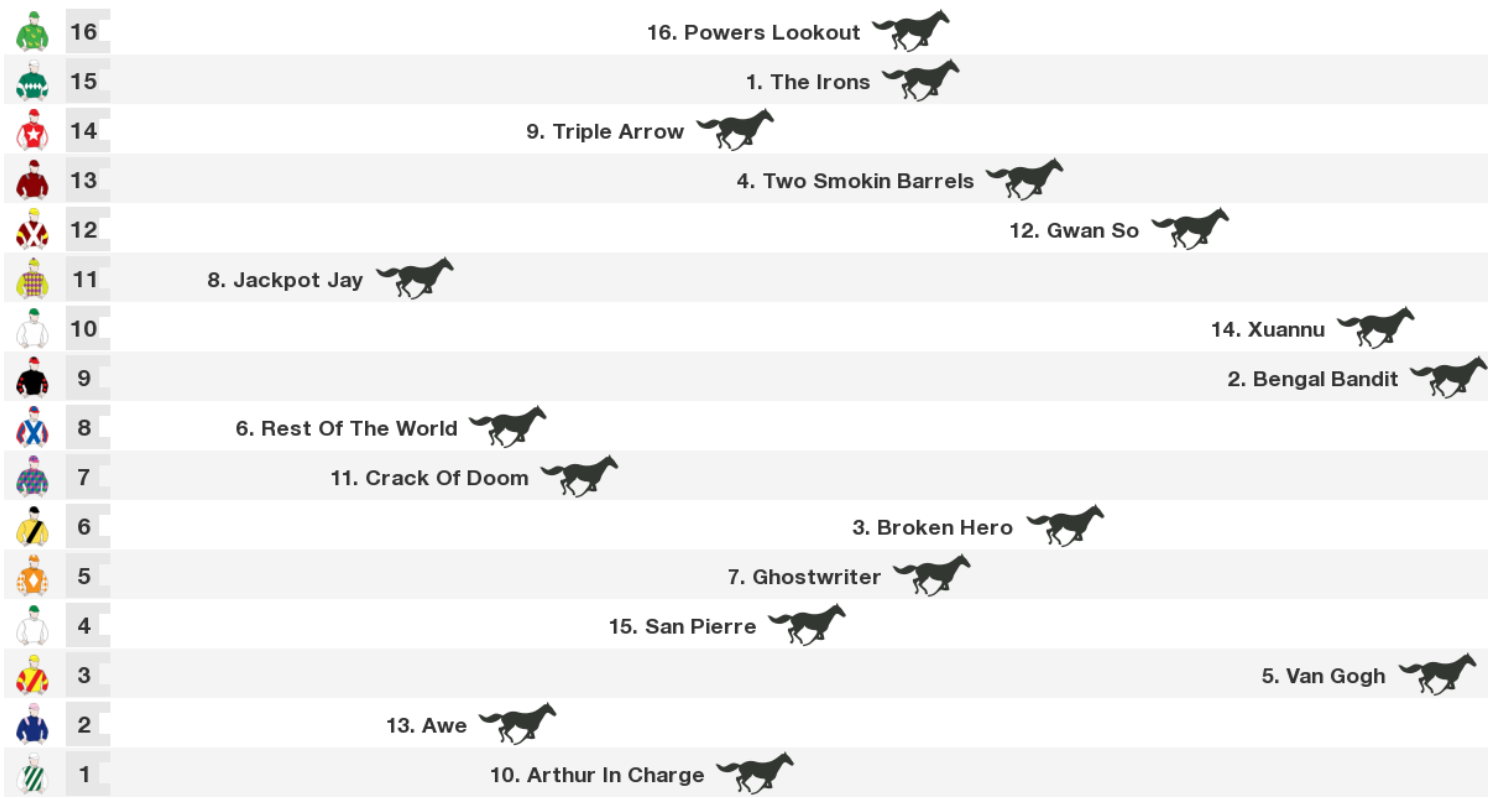 16 16. Powers Lookout
15 1. The Irons
14 9. Triple Arrow
13 4. Two Smokin Barrels
12 12. Gwan So
11 8. Jackpot Jay
10 14. Xuannu
9 2. Bengal Bandit
8 6. Rest Of The World
7 11. Crack Of Doom
6 3. Broken Hero
5 7. Ghostwriter
4 15. San Pierre
3 5. Van Gogh
2 13. Awe
1 10. Arthur In Charge